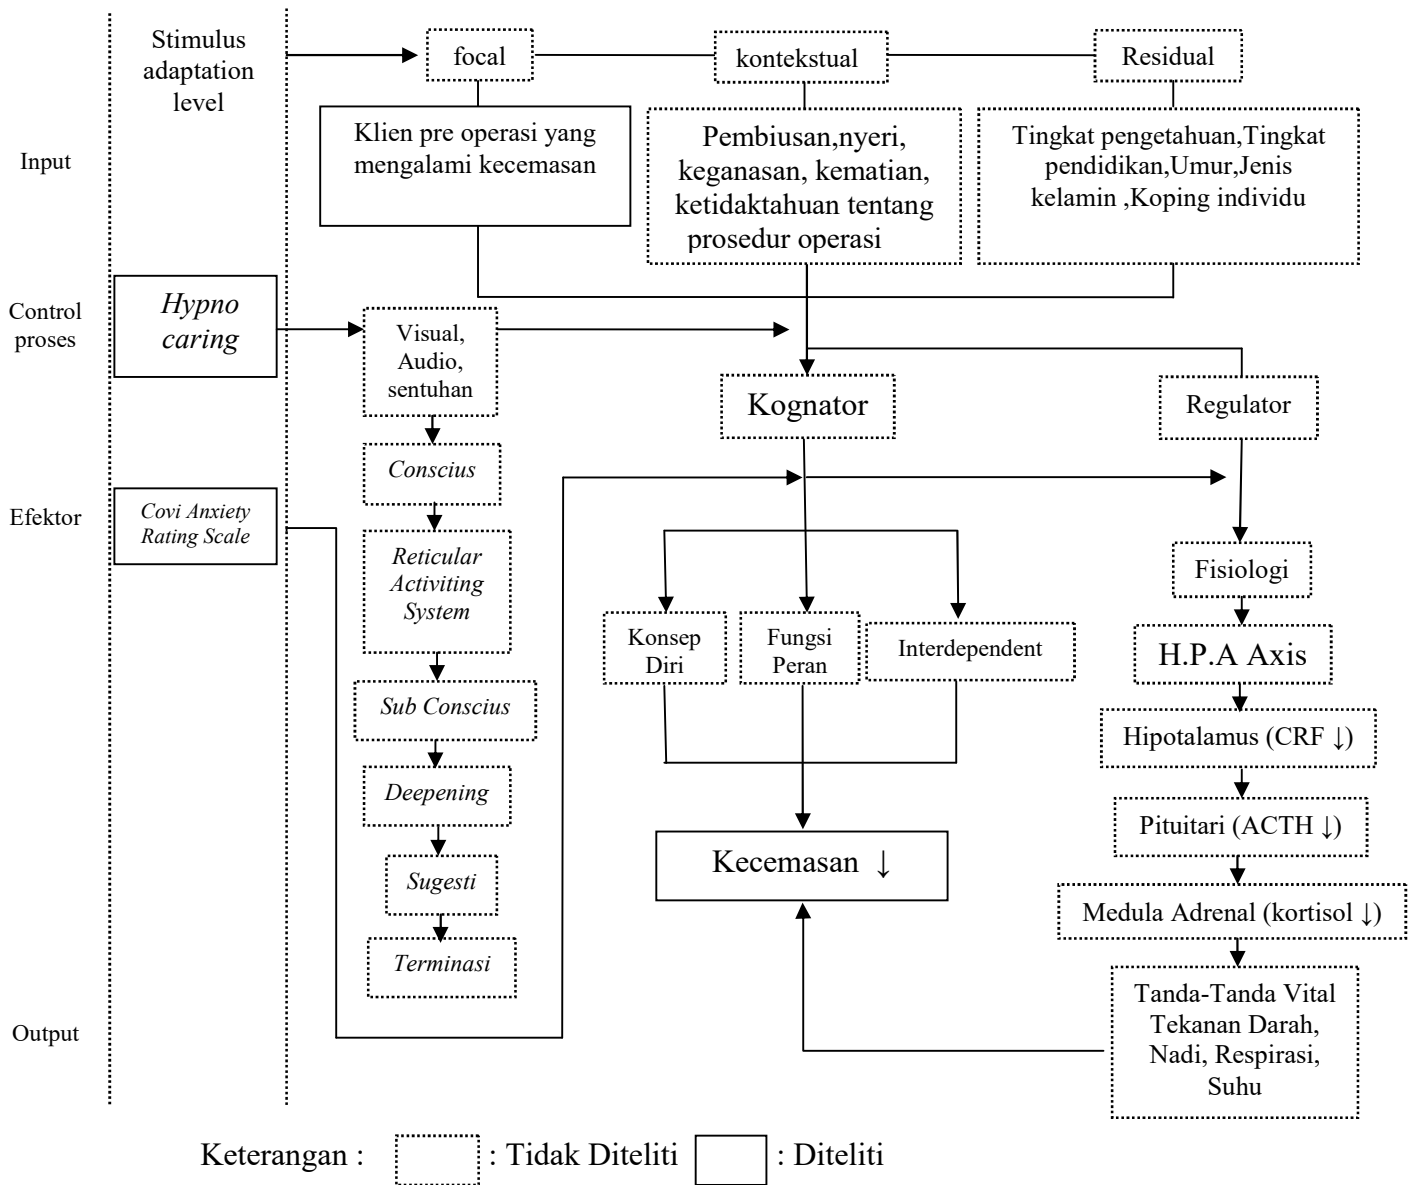 Stimulus
adaptation
level
focal
kontekstual
Residual
Input
Klien pre operasi yang
mengalami kecemasan
Pembiusan,nyeri,
keganasan, kematian,
ketidaktahuan tentang
prosedur operasi
Tingkat pengetahuan,Tingkat
pendidikan,Umur,Jenis
kelamin ,Koping individu
Control
proses
Hypno
caring
Visual,
Audio,
sentuhan
Kognator
Regulator
Conscius
Efektor
Covi Anxiety
Rating Scale
Reticular
Activiting
System
Fisiologi
Konsep
Diri
Fungsi
Peran
Interdependent
H.P.A Axis
Sub Conscius
Hipotalamus (CRF ↓)
Deepening
Pituitari (ACTH ↓)
Kecemasan ↓
Sugesti
Medula Adrenal (kortisol ↓)
Terminasi
Output
Tanda-Tanda Vital
Tekanan Darah,
Nadi, Respirasi,
Suhu
Keterangan : : Tidak Diteliti : Diteliti